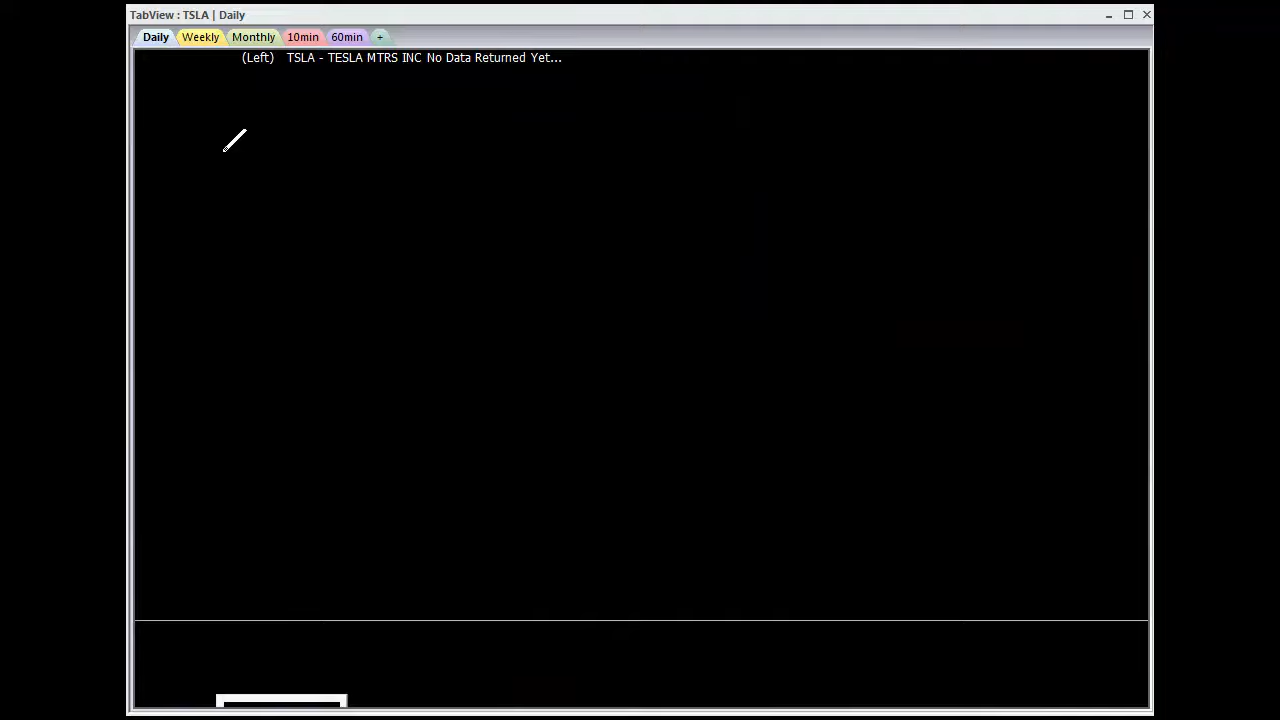 TabView : TSLA | Daily
Daily Weekly Monthly 10min 60min +
(Left) TSLA - TESLA MTRS INC No Data Returned Yet...